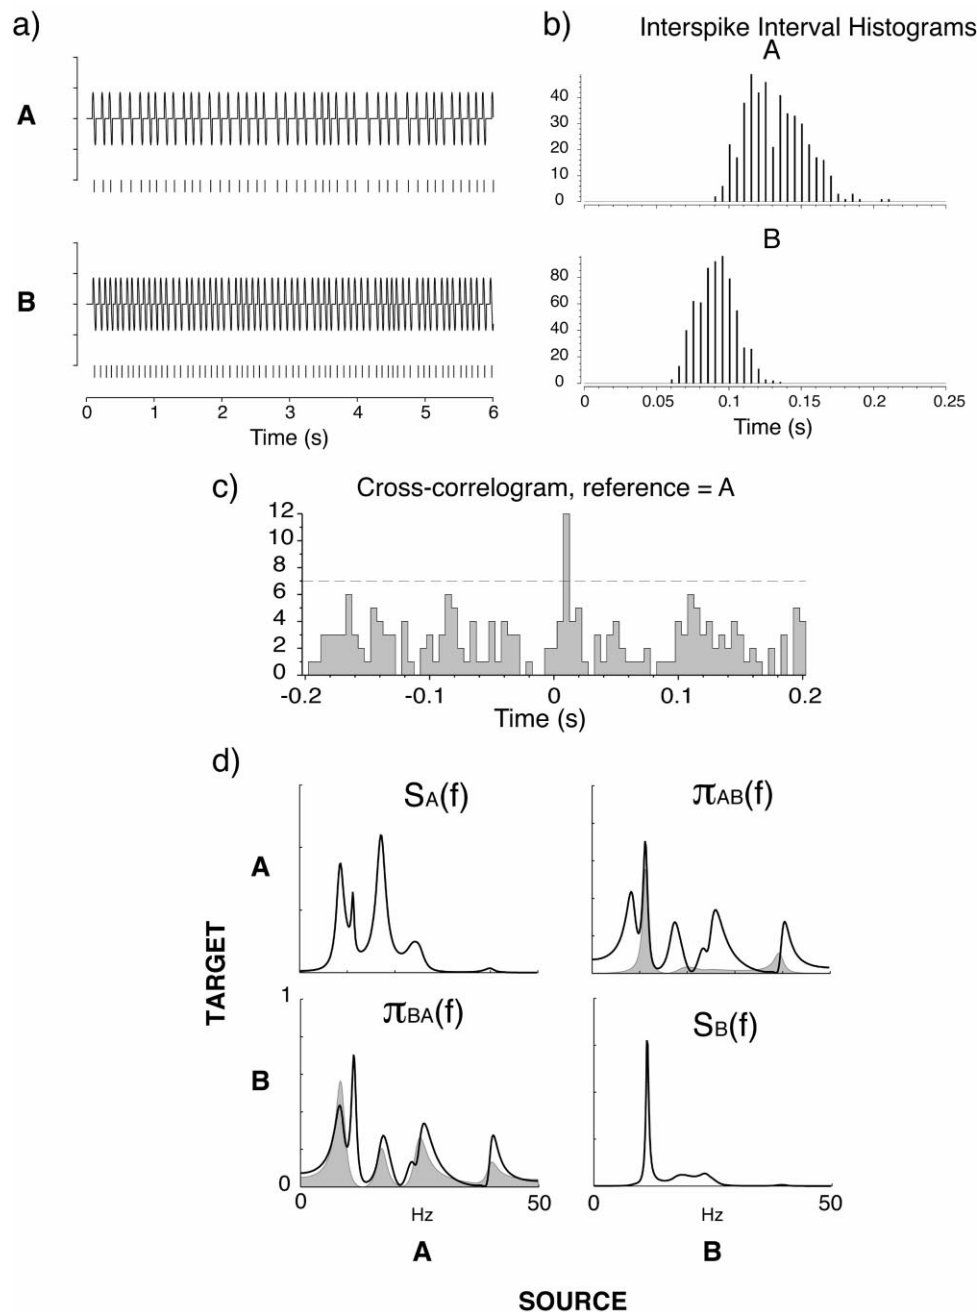 a)
A
B
0 1 2 3 4 5 6
Time (s)
b) Interspike Interval Histograms
A
40
30
20
10
0
B
80
60
40
20
0
0 0.05 0.1 0.15 0.2 0.25
Time (s)
c) Cross-correlogram, reference = A
12
10
8
6
4
2
0
-0.2 -0.1 0 0.1 0.2
Time (s)
d)
TARGET
A
SA(f)
πAB(f)
B
1
0
πBA(f)
SB(f)
0 Hz 50
0 Hz 50
A B
SOURCE